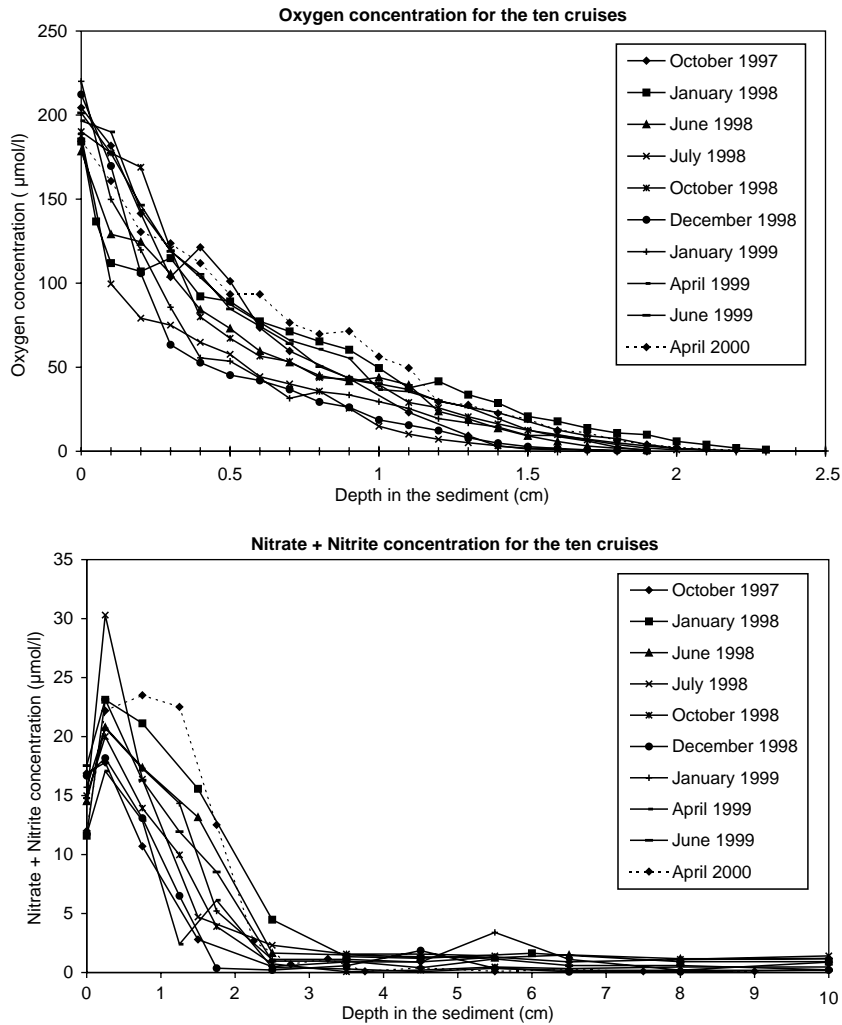 Oxygen concentration for the ten cruises
250
200
150
100
50
0
Oxygen concentration ( µmol/l)
0
0.5
1
1.5
2
2.5
Depth in the sediment (cm)
October 1997
January 1998
June 1998
July 1998
October 1998
December 1998
January 1999
April 1999
June 1999
April 2000
Nitrate + Nitrite concentration for the ten cruises
35
30
25
20
15
10
5
0
Nitrate + Nitrite concentration (µmol/l)
0
1
2
3
4
5
6
7
8
9
10
Depth in the sediment (cm)
October 1997
January 1998
June 1998
July 1998
October 1998
December 1998
January 1999
April 1999
June 1999
April 2000